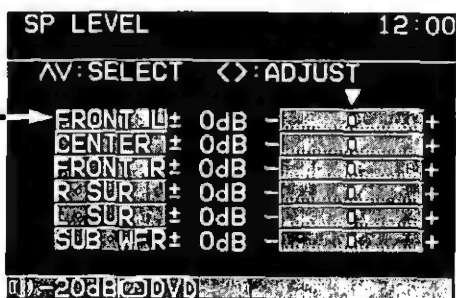 SP LEVEL 12:00
ΛV:SELECT <>:ADJUST
FRONT L ± 0dB - +
CENTER ± 0dB - +
FRONT R ± 0dB - +
R SUR ± 0dB - +
L SUR ± 0dB - +
SUB WFR ± 0dB - +
-20dB DVD